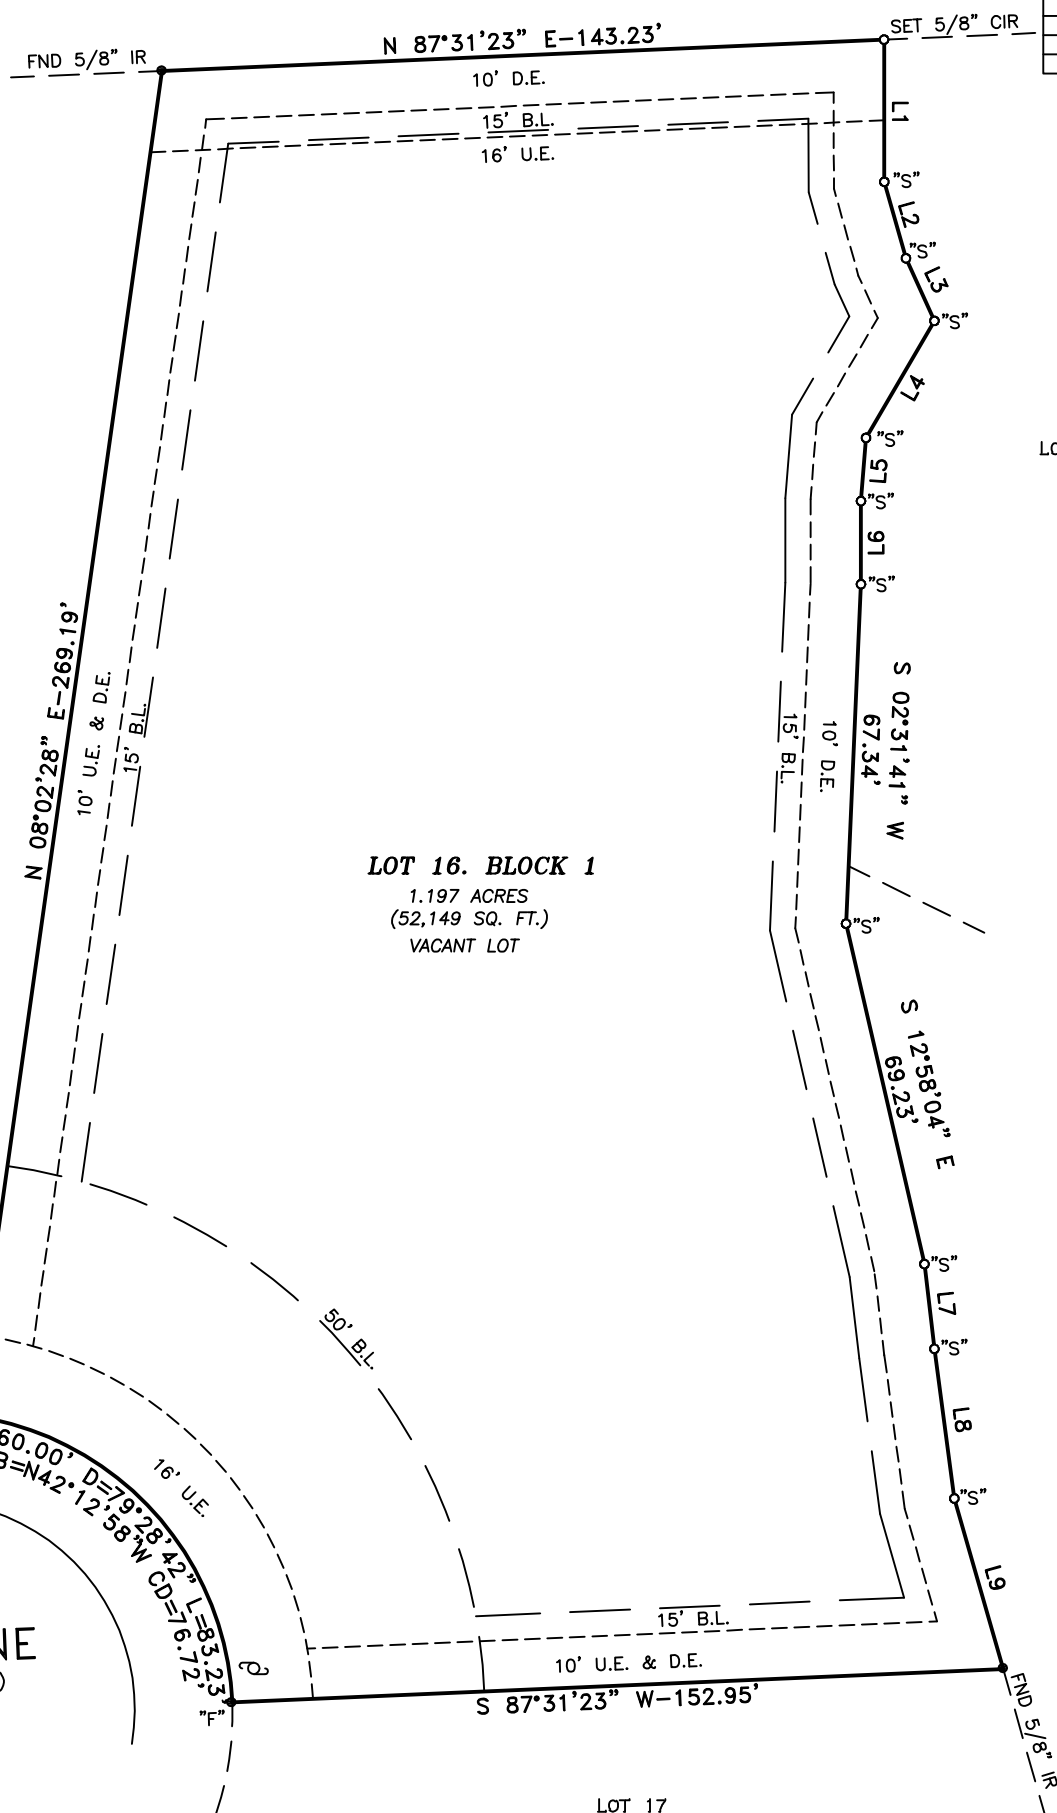 FND 5/8" IR
N 87°31'23" E-143.23'
SET 5/8" CIR
10' D.E.
15' B.L.
16' U.E.
L1
"S"
L2
"S"
L3
"S"
L4
"S"
L5
"S"
L6
"S"
N 08°02'28" E-269.19'
10' U.E. & D.E.
15' B.L.
15' B.L.
10' D.E.
S 02°31'41" W
67.34'
LOT 16. BLOCK 1
1.197 ACRES
(52,149 SQ. FT.)
VACANT LOT
"S"
S 12°58'04" E
69.23'
"S"
L7
"S"
L8
"S"
L9
50' B.L.
16' U.E.
60.00' D=79°28'42" L=83.23'
B=N42°12'58"W CD=76.72'
15' B.L.
10' U.E. & D.E.
S 87°31'23" W-152.95'
"F"
FND 5/8" IR
LOT 17